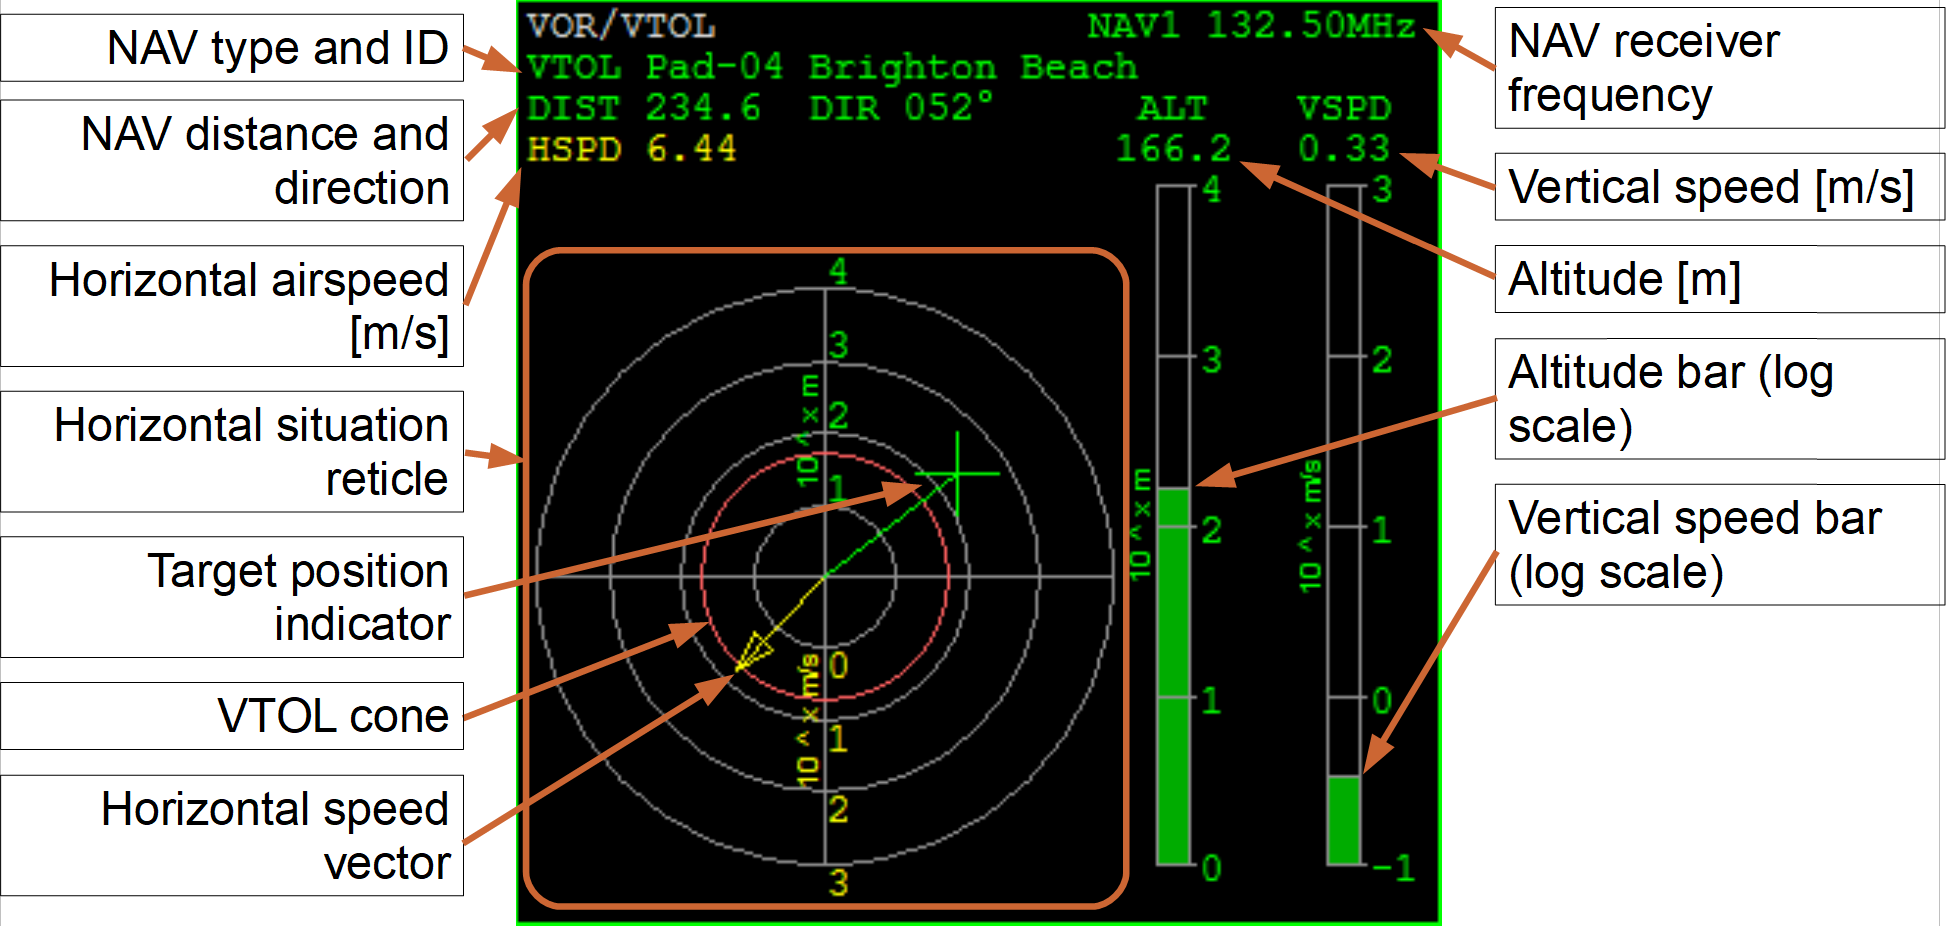 NAV type and ID
NAV distance and
direction
Horizontal airspeed
[m/s]
Horizontal situation
reticle
Target position
indicator
VTOL cone
Horizontal speed
vector
VOR/VTOL
NAV1 132.50MHz
VTOL Pad-04 Brighton Beach
DIST 234.6 DIR 052°
ALT
VSPD
HSPD 6.44
166.2
0.33
4
3
2
1
10 ^ x m
0
1
2
3
10 ^ x m/s
4
3
2
1
0
10 ^ x m
3
2
1
0
-1
10 ^ x m/s
NAV receiver
frequency
Vertical speed [m/s]
Altitude [m]
Altitude bar (log
scale)
Vertical speed bar
(log scale)